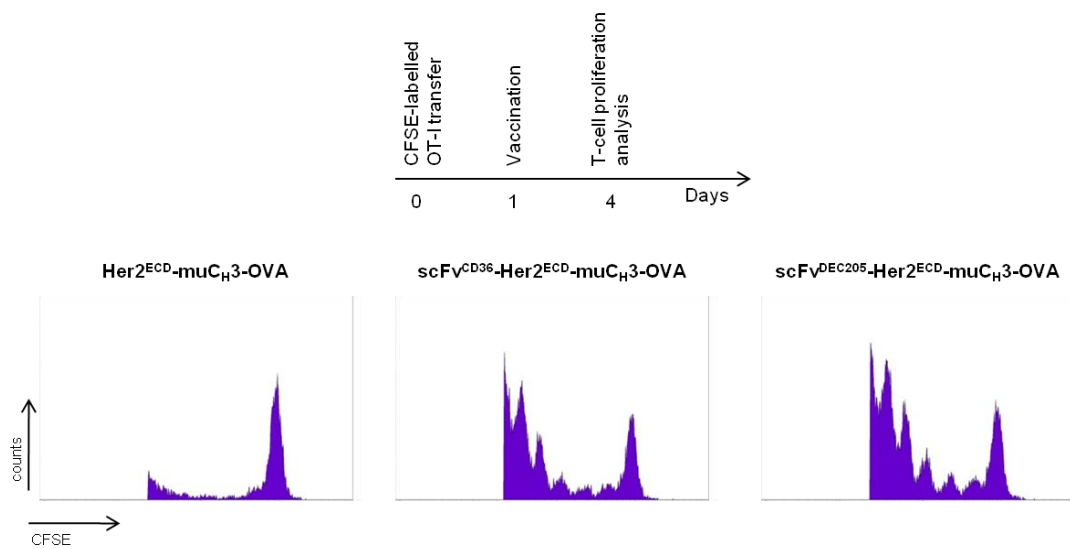 CFSE-labelled
OT-I transfer
Vaccination
T-cell proliferation
analysis
0
1
4
Days
Her2ᴱᶜᴰ-muCH3-OVA
scFvᶜᴰ³⁶-Her2ᴱᶜᴰ-muCH3-OVA
scFvᴰᴱᶜ²⁰⁵-Her2ᴱᶜᴰ-muCH3-OVA
counts
CFSE